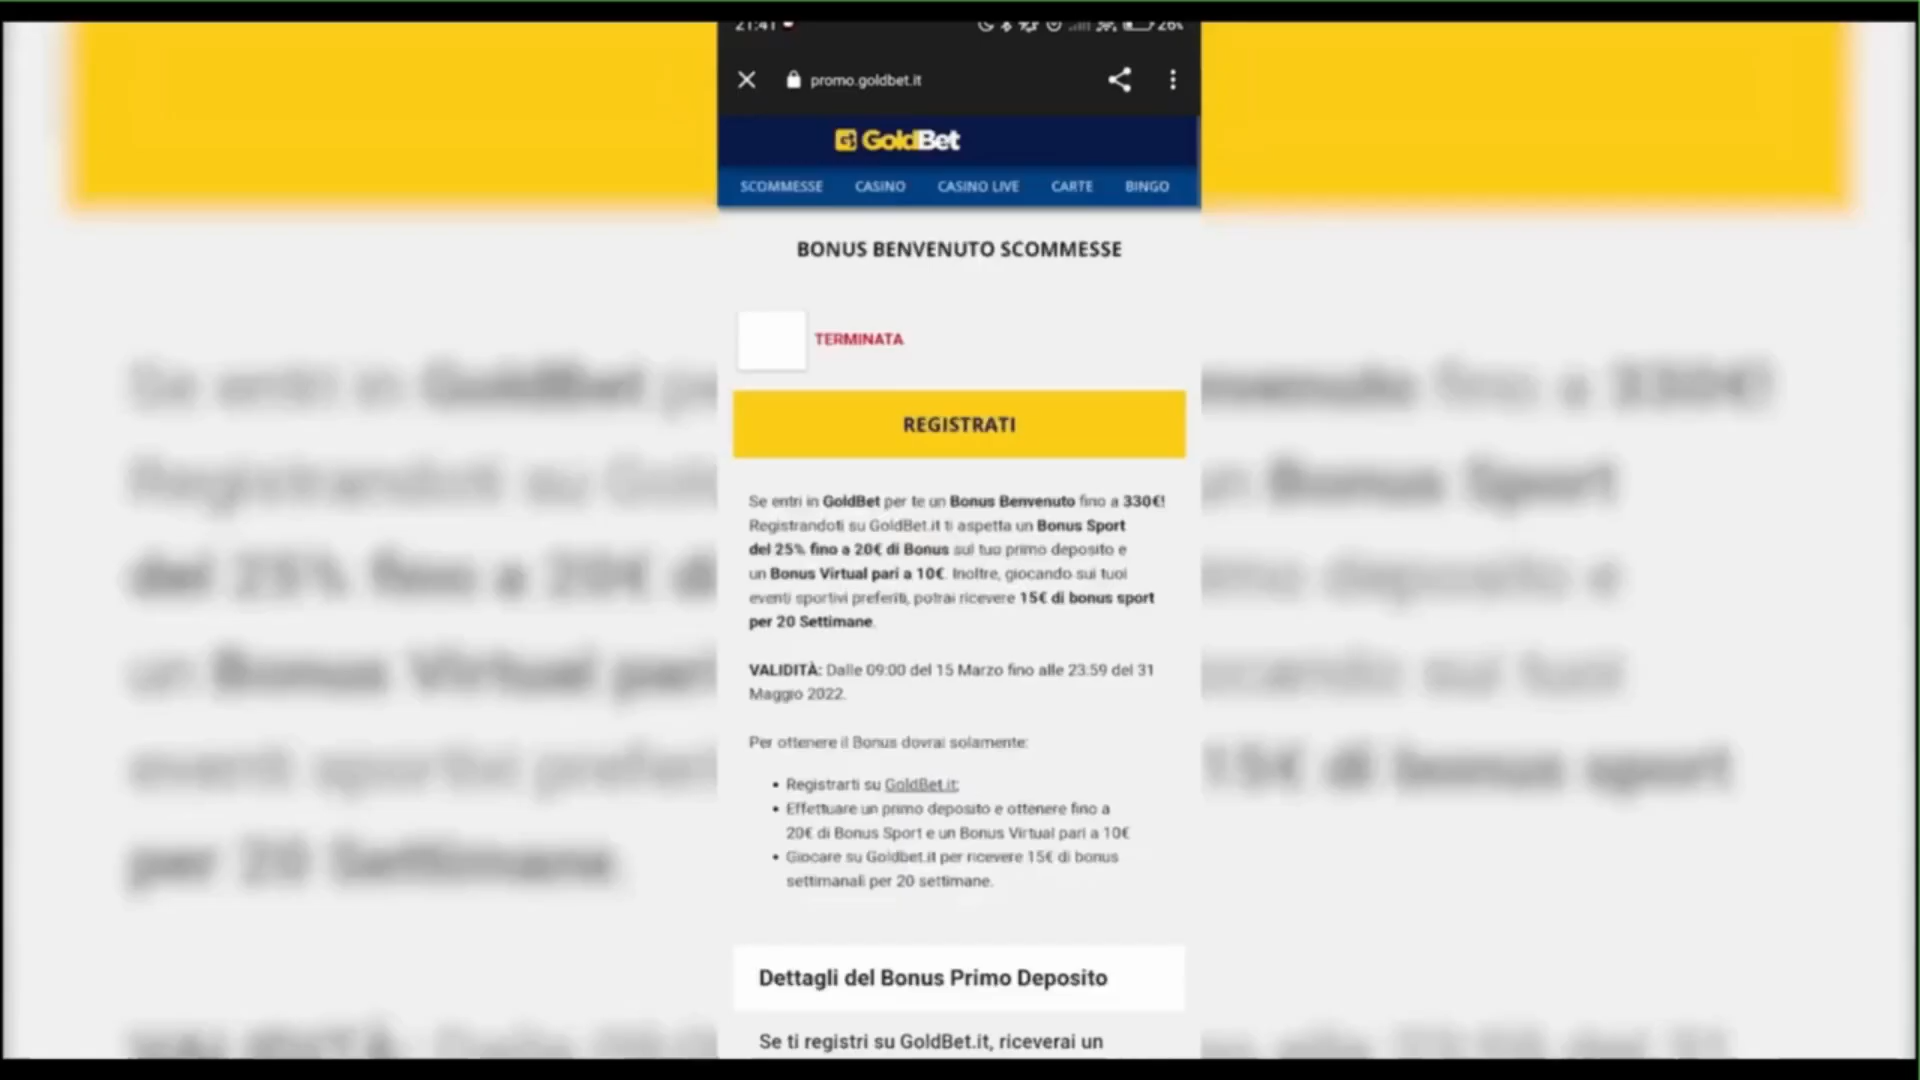 21:41
26%
promo.goldbet.it
GoldBet
SCOMMESSE CASINO CASINO LIVE CARTE BINGO
BONUS BENVENUTO SCOMMESSE
TERMINATA
REGISTRATI
Se entri in GoldBet per te un Bonus Benvenuto fino a 330€!
Registrandoti su GoldBet.it ti aspetta un Bonus Sport
del 25% fino a 20€ di Bonus sul tuo primo deposito e
un Bonus Virtual pari a 10€. Inoltre, giocando sui tuoi
eventi sportivi preferiti, potrai ricevere 15€ di bonus sport
per 20 Settimane.
VALIDITÀ: Dalle 09:00 del 15 Marzo fino alle 23:59 del 31
Maggio 2022.
Per ottenere il Bonus dovrai solamente:
• Registrarti su GoldBet.it;
• Effettuare un primo deposito e ottenere fino a
20€ di Bonus Sport e un Bonus Virtual pari a 10€
• Giocare su Goldbet.it per ricevere 15€ di bonus
settimanali per 20 settimane.
Dettagli del Bonus Primo Deposito
Se ti registri su GoldBet.it, riceverai un